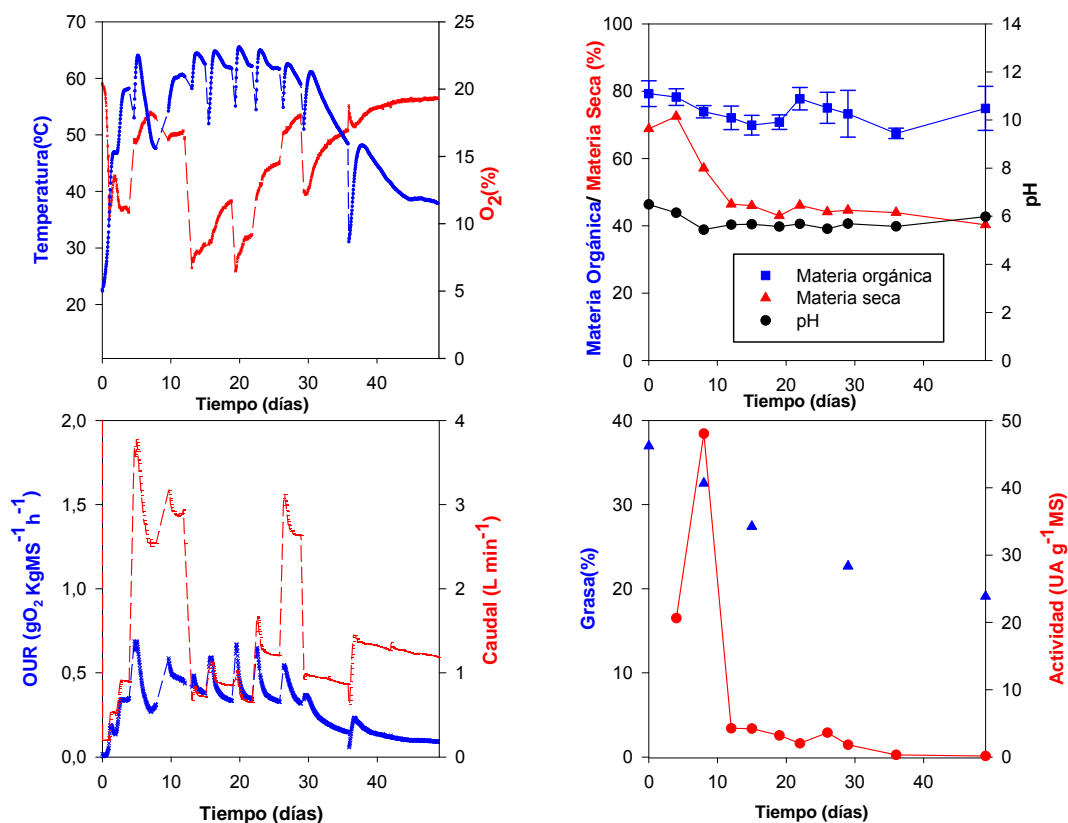 70
60
50
40
30
20
Temperatura(ºC)
25
20
15
10
5
0
O2(%)
0 10 20 30 40
Tiempo (días)
100
80
60
40
20
0
Materia Orgánica/ Materia Seca (%)
14
12
10
8
6
4
2
0
pH
Materia orgánica
Materia seca
pH
0 10 20 30 40
Tiempo (días)
2,0
1,5
1,0
0,5
0,0
OUR (gO2 KgMS-1 h-1)
4
3
2
1
0
Caudal (L min-1)
0 10 20 30 40
Tiempo (días)
40
30
20
10
0
Grasa(%)
50
40
30
20
10
0
Actividad (UA g-1MS)
0 10 20 30 40
Tiempo (días)